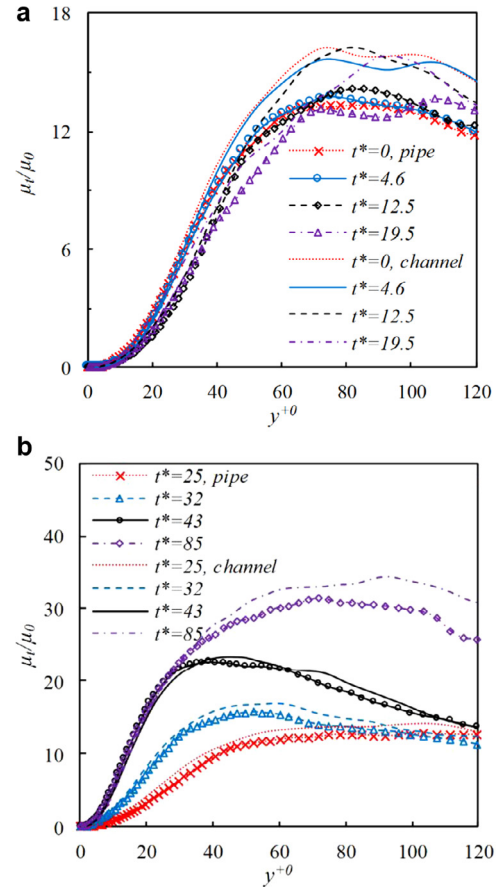 a
18
12
6
0
μt/μ0
t*=0, pipe
t*=4.6
t*=12.5
t*=19.5
t*=0, channel
t*=4.6
t*=12.5
t*=19.5
0 20 40 60 80 100 120
y+0
b
50
40
30
20
10
0
μt/μ0
t*=25, pipe
t*=32
t*=43
t*=85
t*=25, channel
t*=32
t*=43
t*=85
0 20 40 60 80 100 120
y+0